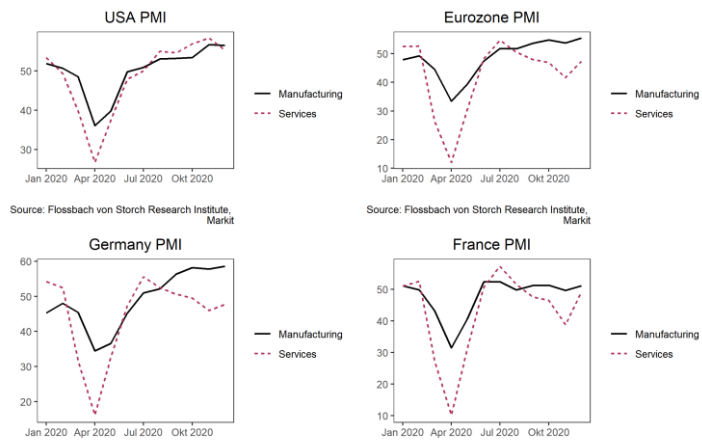 USA PMI
50
40
30
Jan 2020 Apr 2020 Jul 2020 Okt 2020
Manufacturing
Services
Source: Flossbach von Storch Research Institute,
Markit
Eurozone PMI
50
40
30
20
10
Jan 2020 Apr 2020 Jul 2020 Okt 2020
Manufacturing
Services
Source: Flossbach von Storch Research Institute,
Markit
Germany PMI
60
50
40
30
20
Jan 2020 Apr 2020 Jul 2020 Okt 2020
Manufacturing
Services
France PMI
50
40
30
20
10
Jan 2020 Apr 2020 Jul 2020 Okt 2020
Manufacturing
Services